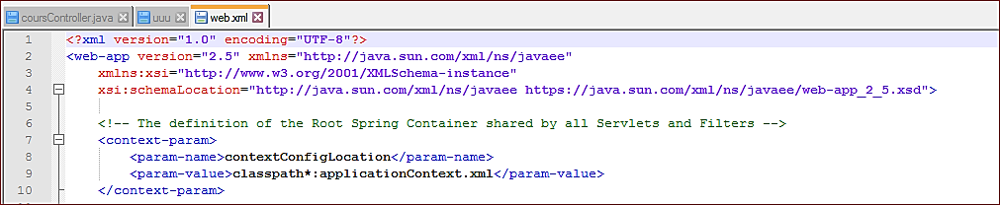 coursController.java uuu web.xml
1 <?xml version="1.0" encoding="UTF-8"?>
2 <web-app version="2.5" xmlns="http://java.sun.com/xml/ns/javaee"
3 xmlns:xsi="http://www.w3.org/2001/XMLSchema-instance"
4 xsi:schemaLocation="http://java.sun.com/xml/ns/javaee https://java.sun.com/xml/ns/javaee/web-app_2_5.xsd">
5
6 <!-- The definition of the Root Spring Container shared by all Servlets and Filters -->
7 <context-param>
8 <param-name>contextConfigLocation</param-name>
9 <param-value>classpath*:applicationContext.xml</param-value>
10 </context-param>